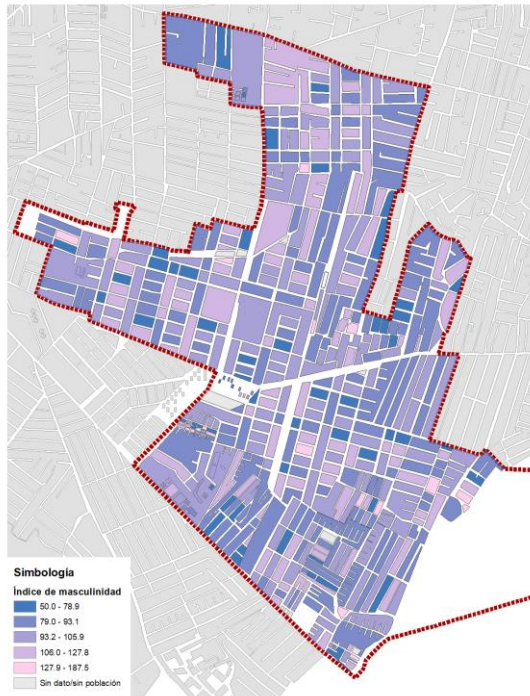 Simbología
Índice de masculinidad
50.0 - 78.9
79.0 - 93.1
93.2 - 105.9
106.0 - 127.8
127.9 - 187.5
Sin dato/sin población